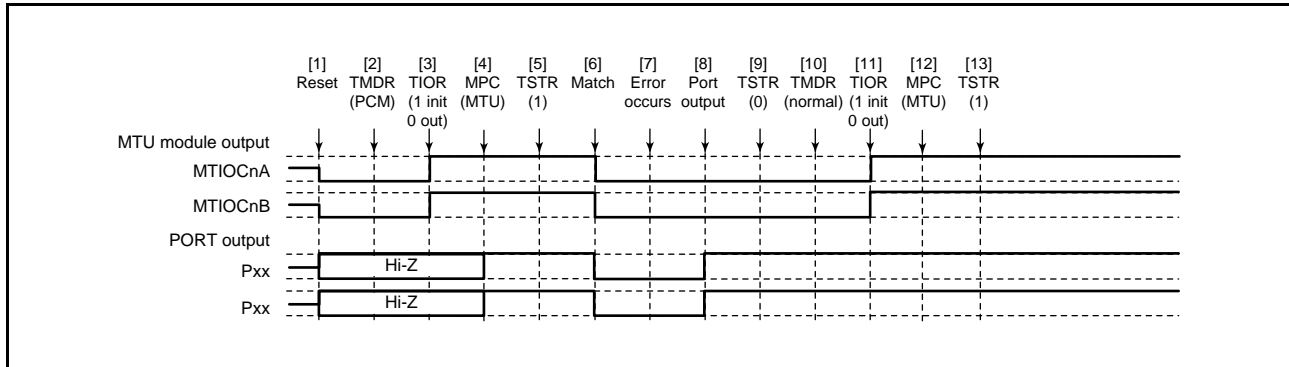 [1] [2] [3] [4] [5] [6] [7] [8] [9] [10] [11] [12] [13]
Reset TMDR TIOR MPC TSTR Match Error Port TSTR TMDR TIOR MPC TSTR
(PCM) (1 init (MTU) (1) occurs output (0) (normal) (1 init (MTU) (1)
0 out) 0 out)
MTU module output
MTIOCnA
MTIOCnB
PORT output
Pxx Hi-Z
Pxx Hi-Z